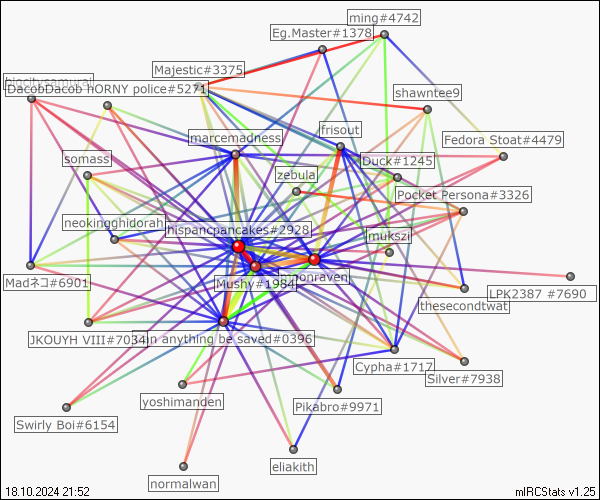 ming#4742
Eg.Master#1378
Majestic#3375
DacobDacob hORNY police#5271
shawntee9
frisout
marcemadness
Fedora Stoat#4479
somass
Duck#1245
zebula
Pocket Persona#3326
neokingghidorah
hispancpancakes#2928
mukszi
Madネコ#6901
Mushy#1984
LPK2387 #7690
thesecondtwat
JKOUYH VIII#7034
an anything be saved#0396
Cypha#1717
Silver#7938
yoshimanden
Pikabro#9971
Swirly Boi#6154
eliakith
normalwan
18.10.2024 21:52
mIRCStats v1.25